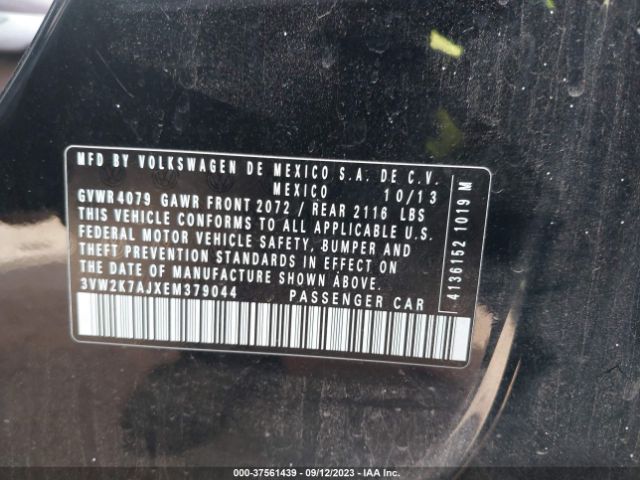 MFD BY VOLKSWAGEN DE MEXICO S.A. DE C.V.
MEXICO 10/13
GVWR 4079 GAWR FRONT 2072 / REAR 2116 LBS
THIS VEHICLE CONFORMS TO ALL APPLICABLE U.S.
FEDERAL MOTOR VEHICLE SAFETY, BUMPER AND
THEFT PREVENTION STANDARDS IN EFFECT ON
THE DATE OF MANUFACTURE SHOWN ABOVE.
3VW2K7AJXEM379044 PASSENGER CAR
4136152 1019 M
000-37561439 - 09/12/2023 - IAA Inc.